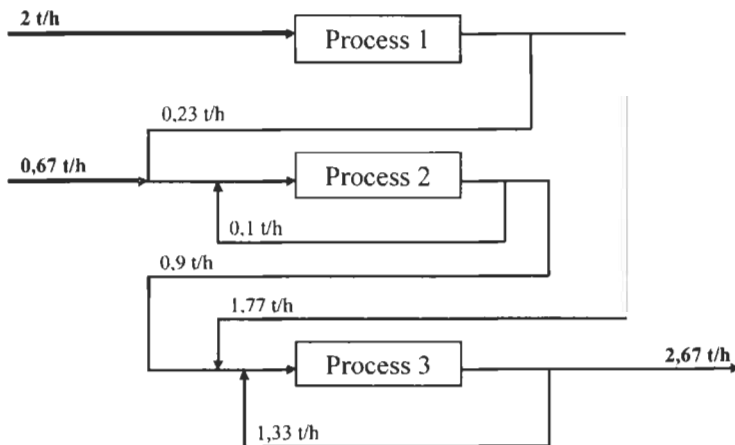 2 t/h
Process 1
0,23 t/h
0,67 t/h
Process 2
0,1 t/h
0,9 t/h
1,77 t/h
Process 3
2,67 t/h
1,33 t/h